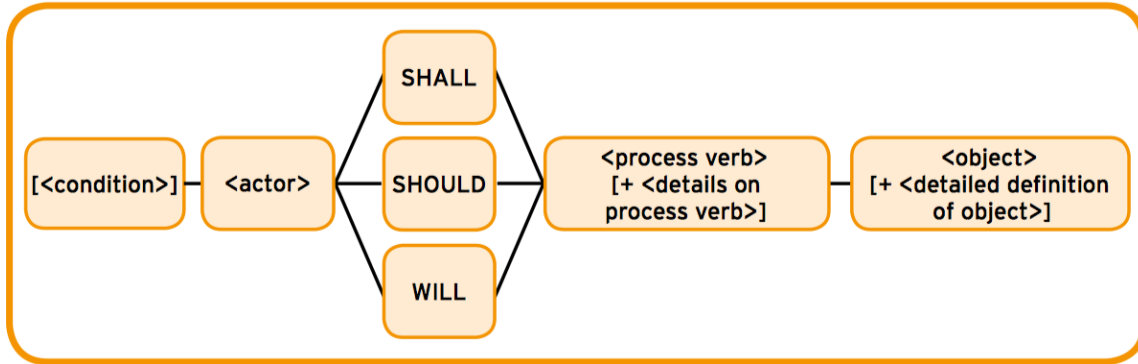 [<condition>]
<actor>
SHALL
SHOULD
WILL
<process verb>
[+ <details on
process verb>]
<object>
[+ <detailed definition
of object>]